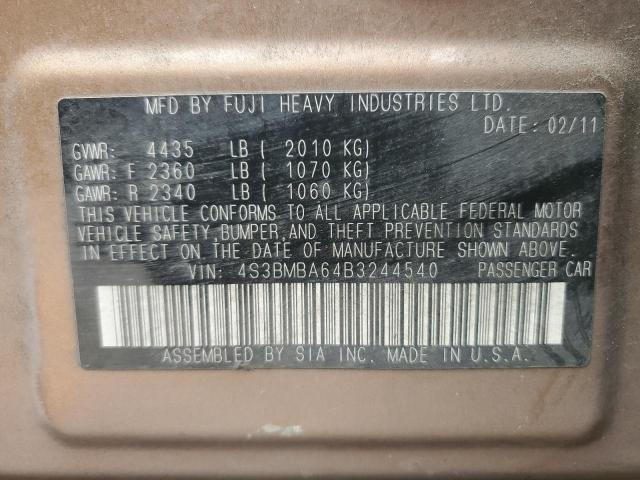 MFD BY FUJI HEAVY INDUSTRIES LTD.
DATE: 02/11
GVWR: 4435 LB ( 2010 KG)
GAWR: F 2360 LB ( 1070 KG)
GAWR: R 2340 LB ( 1060 KG)
THIS VEHICLE CONFORMS TO ALL APPLICABLE FEDERAL MOTOR
VEHICLE SAFETY,BUMPER,AND THEFT PREVENTION STANDARDS
IN EFFECT ON THE DATE OF MANUFACTURE SHOWN ABOVE.
VIN: 4S3BMBA64B3244540 PASSENGER CAR
ASSEMBLED BY SIA INC. MADE IN U.S.A.